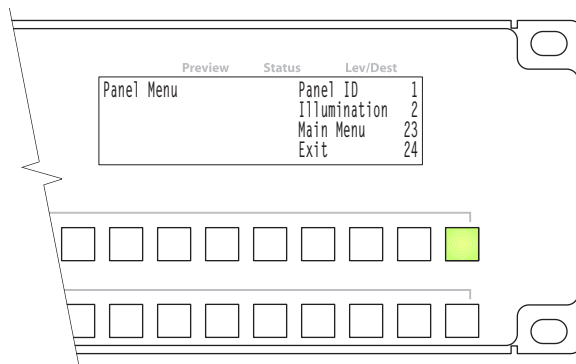 Preview Status Lev/Dest
Panel Menu Panel ID 1
Illumination 2
Main Menu 23
Exit 24